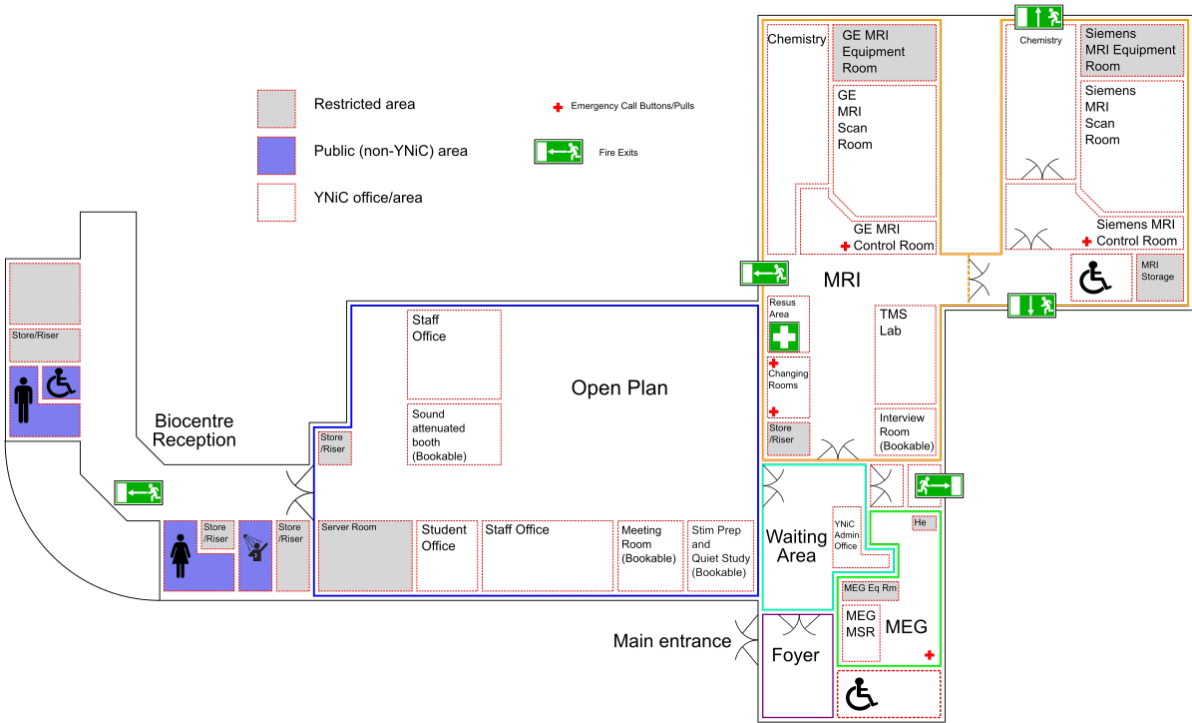 Restricted area
Public (non-YNiC) area
YNiC office/area
Emergency Call Buttons/Pulls
Fire Exits
Chemistry
GE MRI
Equipment
Room
GE
MRI
Scan
Room
GE MRI
Control Room
Chemistry
Siemens
MRI Equipment
Room
Siemens
MRI
Scan
Room
Siemens MRI
Control Room
MRI
MRI
Storage
Resus
Area
Changing
Rooms
Store
/Riser
TMS
Lab
Interview
Room
(Bookable)
Store/Riser
Biocentre
Reception
Store
/Riser
Staff
Office
Sound
attenuated
booth
(Bookable)
Open Plan
Store
/Riser
Store
/Riser
Server Room
Student
Office
Staff Office
Meeting
Room
(Bookable)
Stim Prep
and
Quiet Study
(Bookable)
Waiting
Area
YNiC
Admin
Office
He
MEG Eq Rm
MEG
MSR
MEG
Main entrance
Foyer